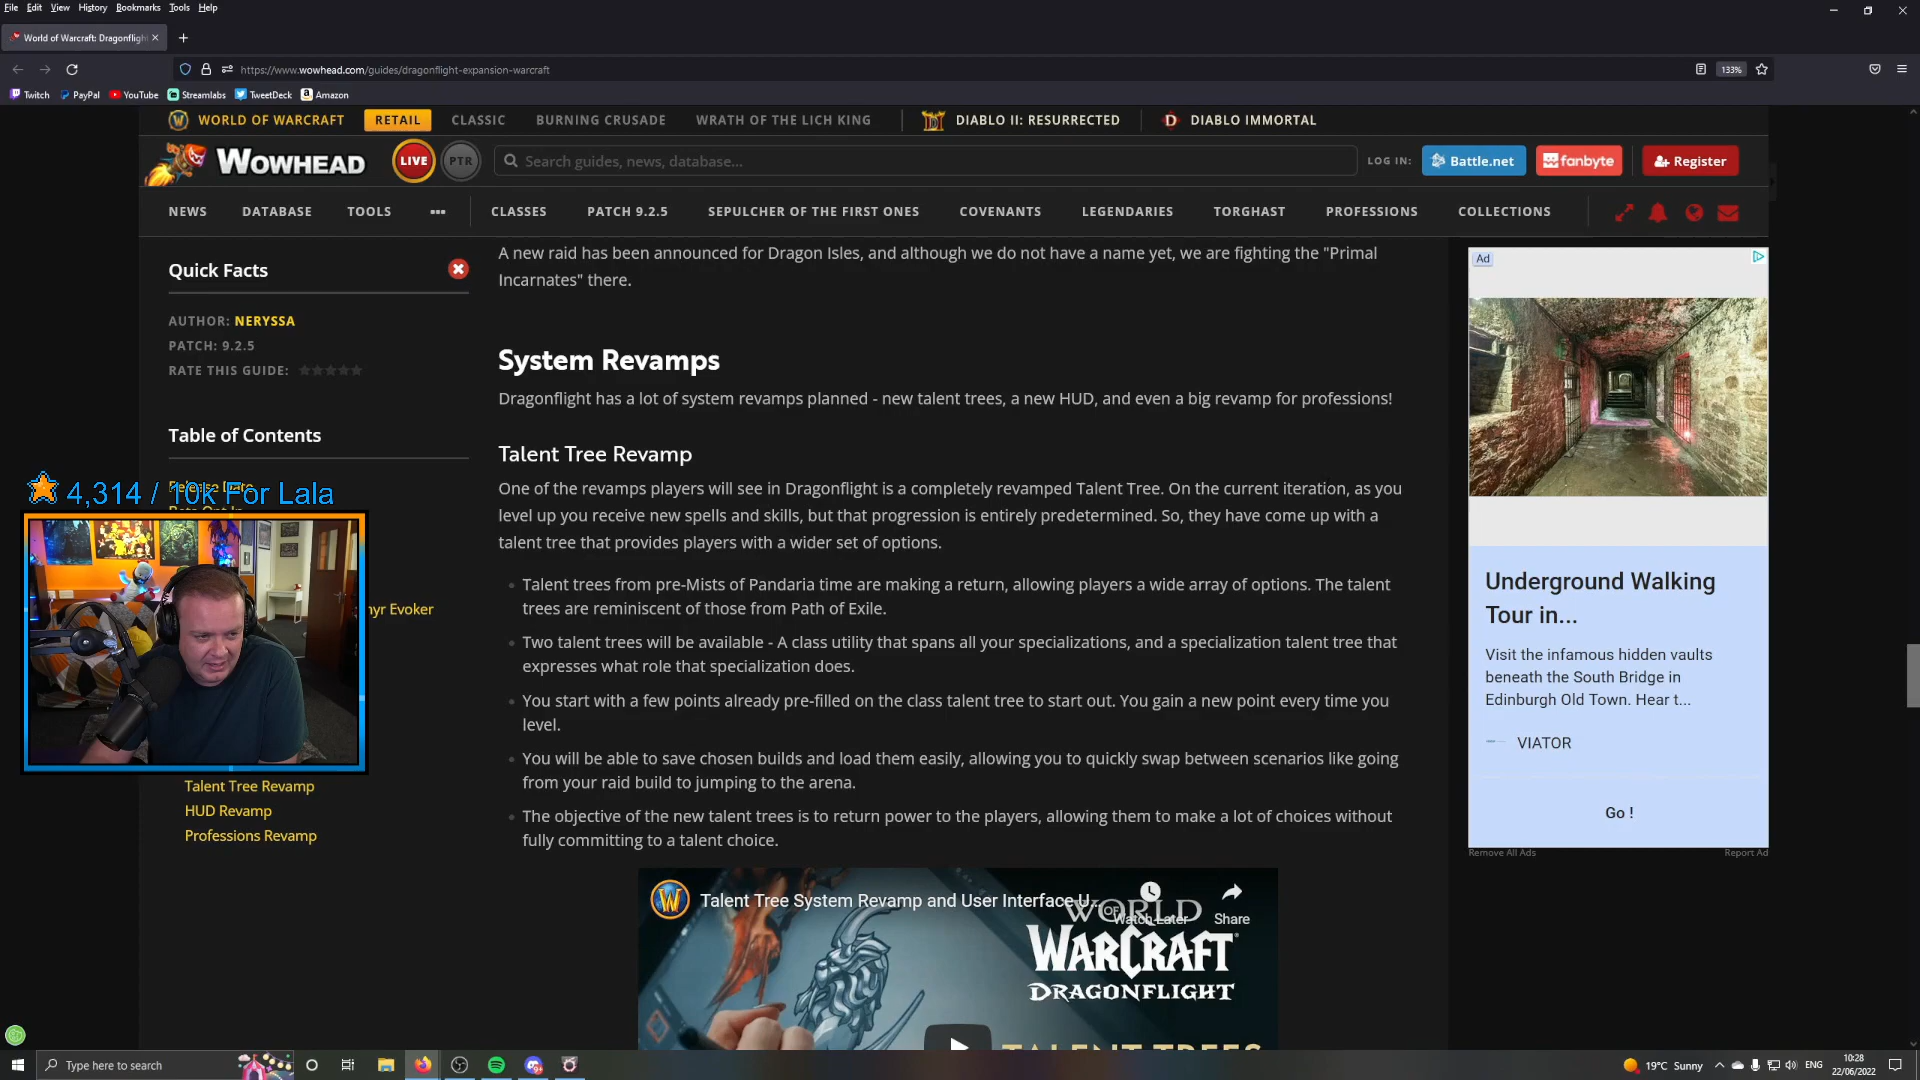 File Edit View History Bookmarks Tools Help
World of Warcraft: Dragonfligh
https://www.wowhead.com/guides/dragonflight-expansion-warcraft
133%
Twitch PayPal YouTube Streamlabs TweetDeck Amazon
WORLD OF WARCRAFT RETAIL CLASSIC BURNING CRUSADE WRATH OF THE LICH KING DIABLO II: RESURRECTED DIABLO IMMORTAL
WOWHEAD LIVE PTR Search guides, news, database... LOG IN: Battle.net fanbyte Register
NEWS DATABASE TOOLS ••• CLASSES PATCH 9.2.5 SEPULCHER OF THE FIRST ONES COVENANTS LEGENDARIES TORGHAST PROFESSIONS COLLECTIONS
Quick Facts
AUTHOR: NERYSSA
PATCH: 9.2.5
RATE THIS GUIDE:
Table of Contents
Release Date
Beta Opt-In
4,314 / 10k For Lala
hyr Evoker
Talent Tree Revamp
HUD Revamp
Professions Revamp
A new raid has been announced for Dragon Isles, and although we do not have a name yet, we are fighting the "Primal
Incarnates" there.
System Revamps
Dragonflight has a lot of system revamps planned - new talent trees, a new HUD, and even a big revamp for professions!
Talent Tree Revamp
One of the revamps players will see in Dragonflight is a completely revamped Talent Tree. On the current iteration, as you
level up you receive new spells and skills, but that progression is entirely predetermined. So, they have come up with a
talent tree that provides players with a wider set of options.
Talent trees from pre-Mists of Pandaria time are making a return, allowing players a wide array of options. The talent
trees are reminiscent of those from Path of Exile.
Two talent trees will be available - A class utility that spans all your specializations, and a specialization talent tree that
expresses what role that specialization does.
You start with a few points already pre-filled on the class talent tree to start out. You gain a new point every time you
level.
You will be able to save chosen builds and load them easily, allowing you to quickly swap between scenarios like going
from your raid build to jumping to the arena.
The objective of the new talent trees is to return power to the players, allowing them to make a lot of choices without
fully committing to a talent choice.
Talent Tree System Revamp and User Interface U...
Watch Later Share
WORLD OF
WARCRAFT
DRAGONFLIGHT
TALENT TREES
Ad
Underground Walking
Tour in...
Visit the infamous hidden vaults
beneath the South Bridge in
Edinburgh Old Town. Hear t...
VIATOR
Go !
Remove All Ads Report Ad
Type here to search
19°C Sunny ENG 10:28
22/06/2022